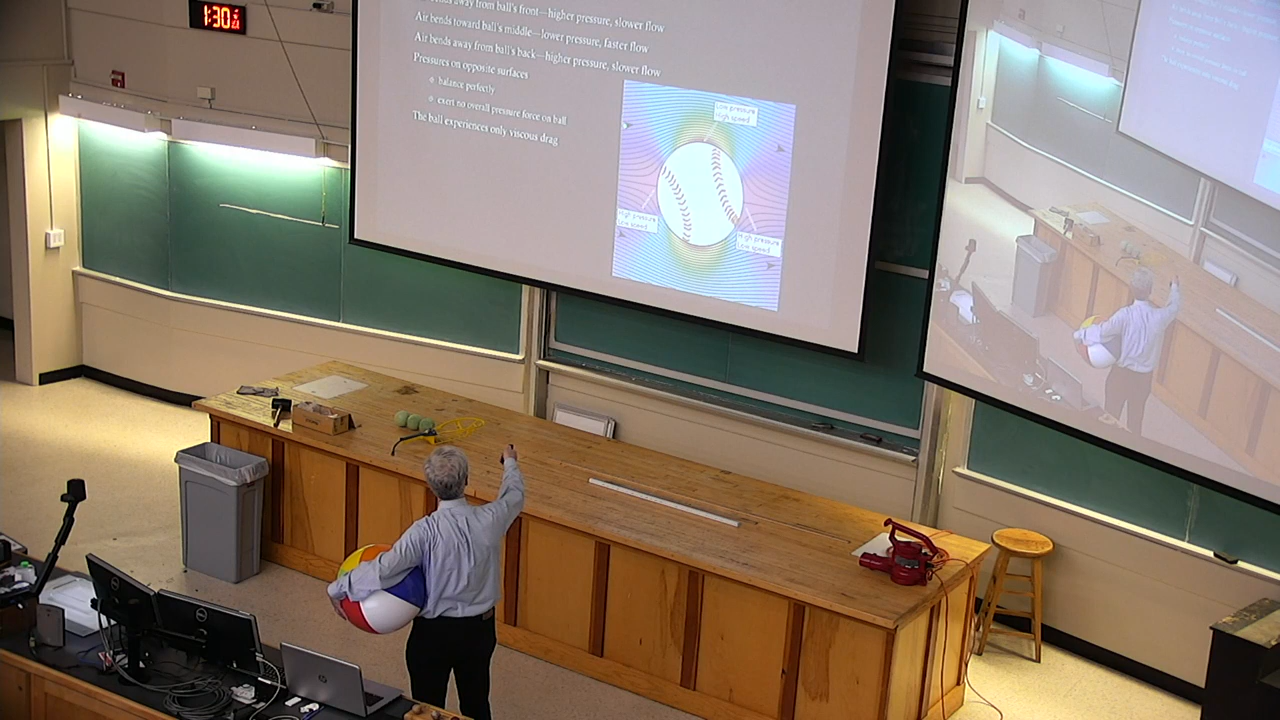 1:30
away from ball's front—higher pressure, slower flow
Air bends toward ball's middle—lower pressure, faster flow
Air bends away from ball's back—higher pressure, slower flow
Pressures on opposite surfaces
balance perfectly
exert no overall pressure force on ball
The ball experiences only viscous drag
Low pressure
High speed
High pressure
Low speed
High pressure
Low speed
DELL